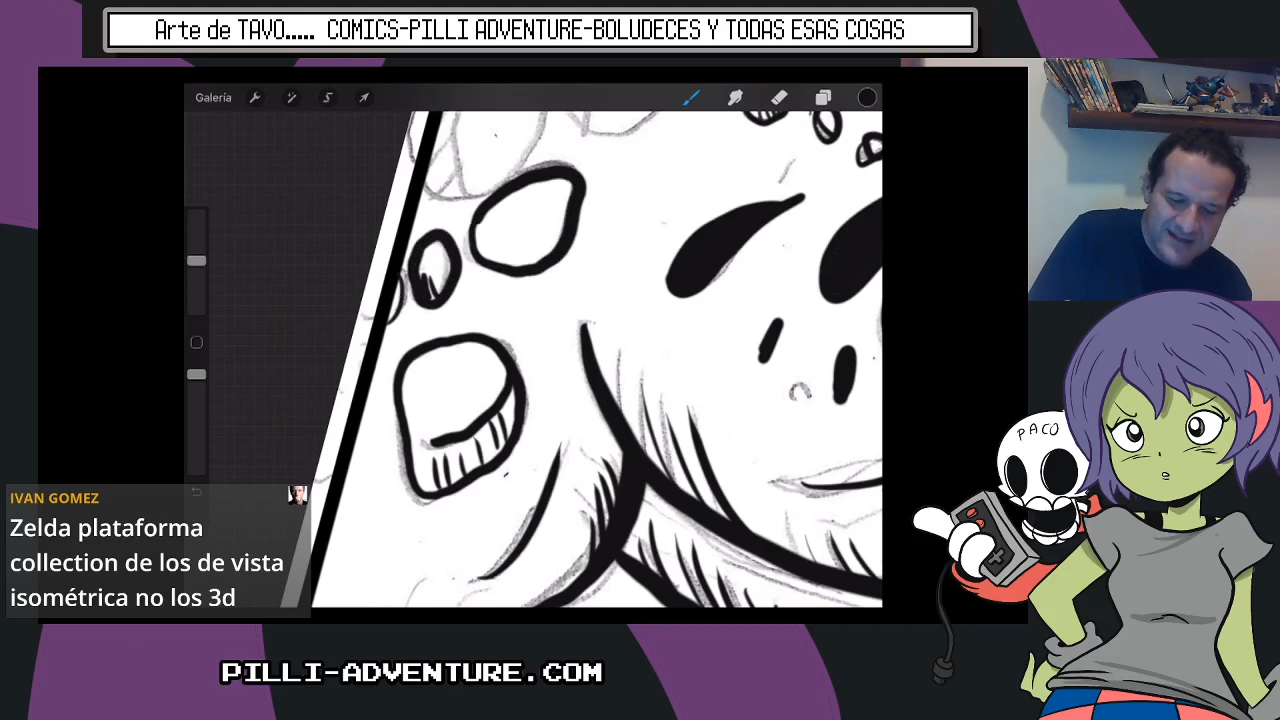 Arte de TAVO..... COMICS-PILLI ADVENTURE-BOLUDECES Y TODAS ESAS COSAS
Galería
PACO
IVAN GOMEZ
Zelda plataforma
collection de los de vista
isométrica no los 3d
PILLI-ADVENTURE.COM